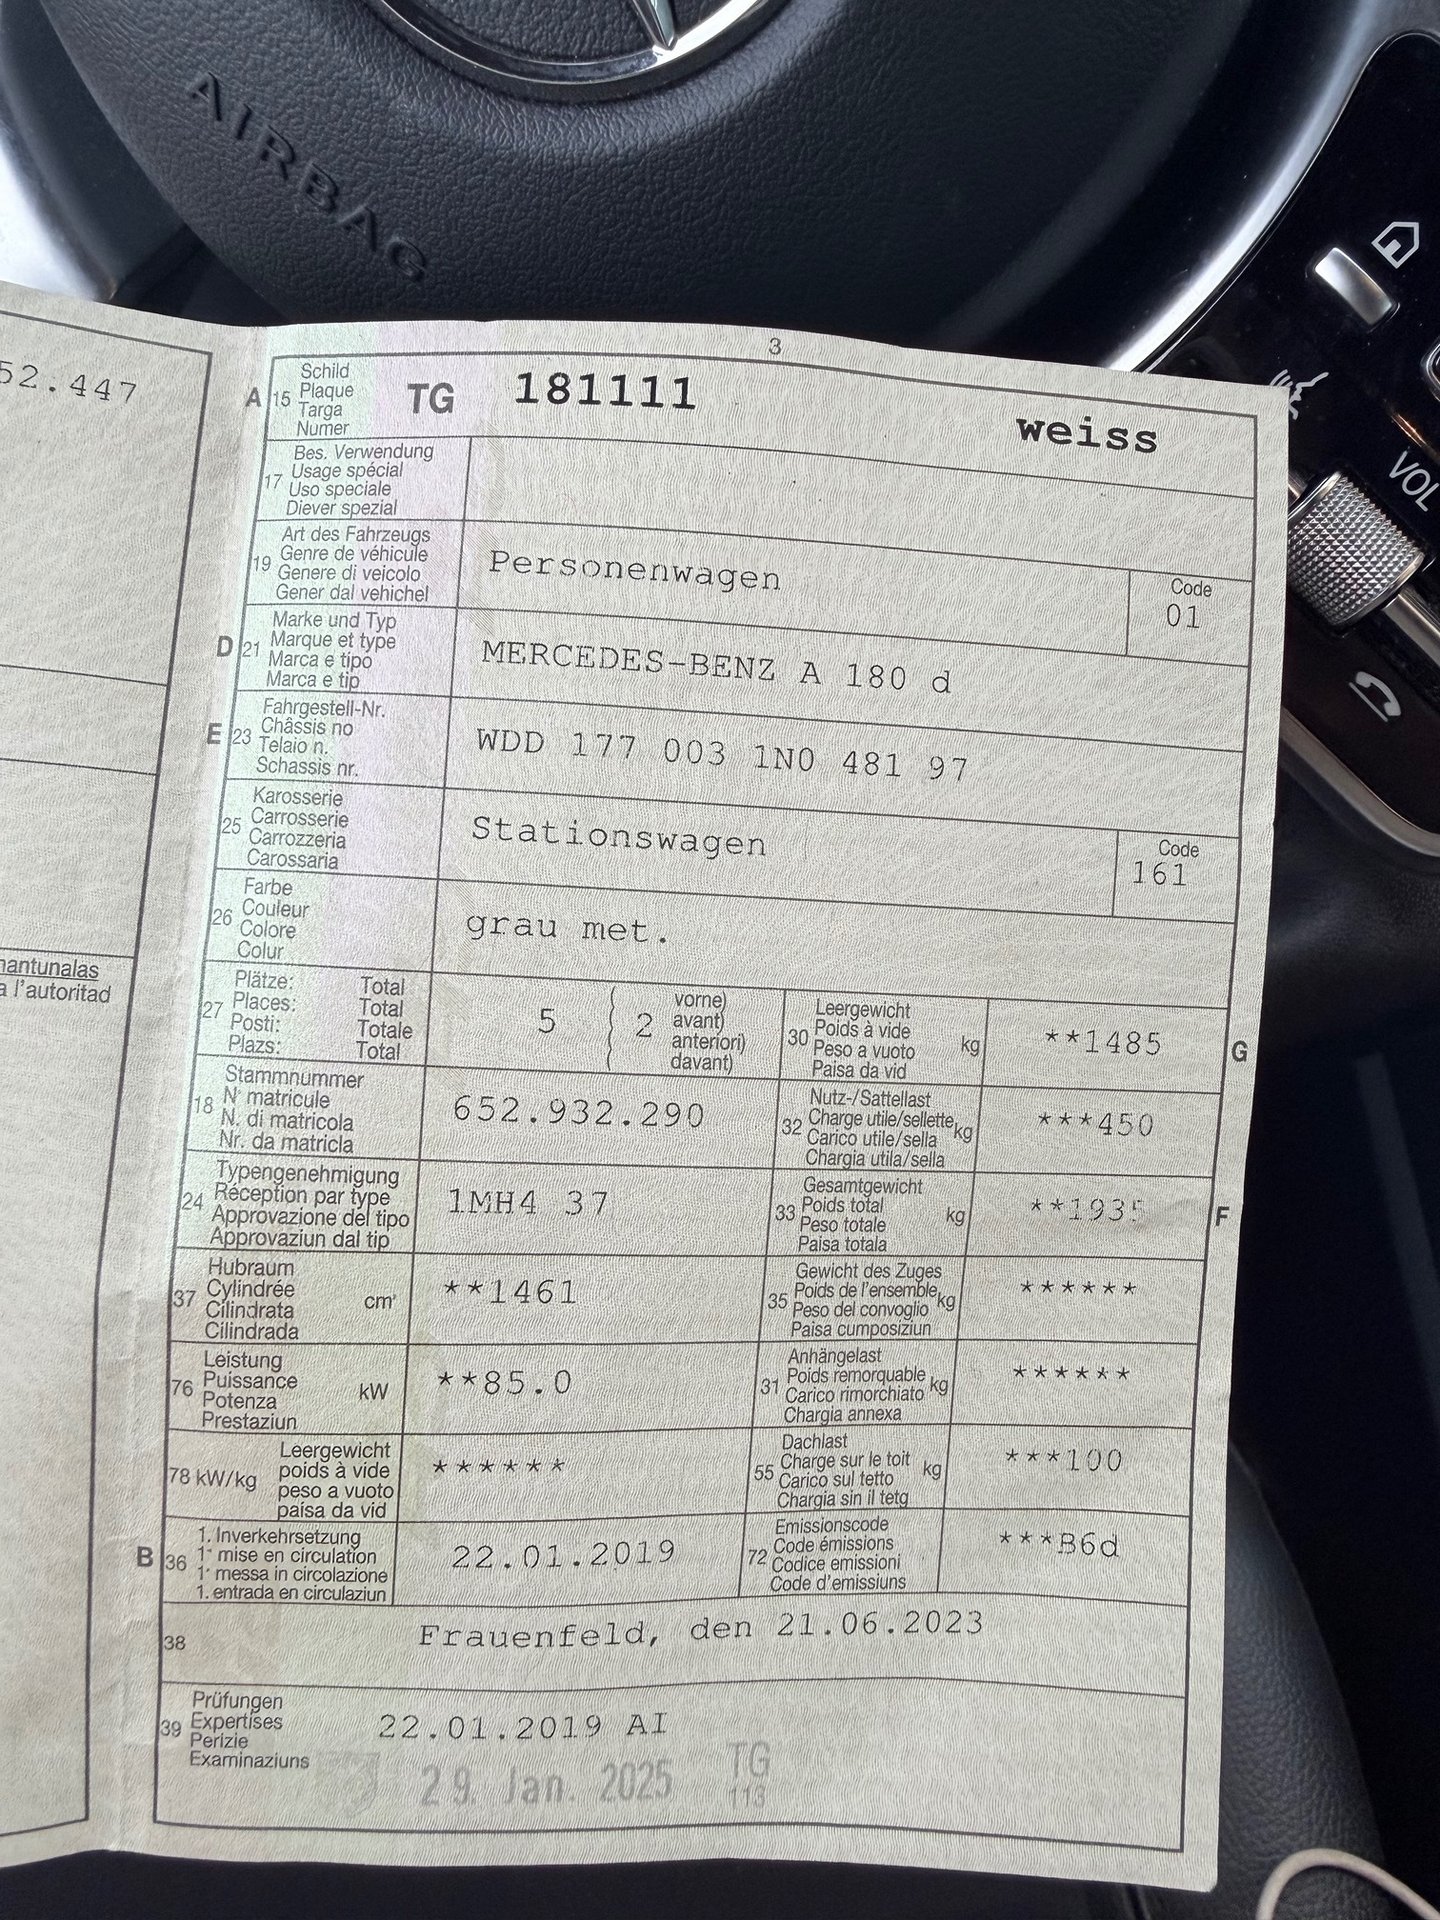 AIRBAG
VOL
52.447
nantunalas
a l'autoritad
3
A 15 Schild
Plaque
Targa
Numer
TG 181111 weiss
17 Bes. Verwendung
Usage spécial
Uso speciale
Diever spezial
19 Art des Fahrzeugs
Genre de véhicule
Genere di veicolo
Gener dal vehichel
Personenwagen
Code
01
D 21 Marke und Typ
Marque et type
Marca e tipo
Marca e tip
MERCEDES-BENZ A 180 d
E 23 Fahrgestell-Nr.
Châssis no
Telaio n.
Schassis nr.
WDD 177 003 1N0 481 97
25 Karosserie
Carrosserie
Carrozzeria
Carossaria
Stationswagen
Code
161
26 Farbe
Couleur
Colore
Colur
grau met.
27 Plätze: Total
Places: Total
Posti: Totale
Plazs: Total
5 ( 2 vorne)
avant)
anteriori)
davant)
30 Leergewicht
Poids à vide
Peso a vuoto
Paisa da vid
kg
**1485
G
18 Stammnummer
N° matricule
N. di matricola
Nr. da matricla
652.932.290
32 Nutz-/Sattellast
Charge utile/sellette
Carico utile/sella
Chargia utila/sella
kg
***450
24 Typengenehmigung
Réception par type
Approvazione del tipo
Approvaziun dal tip
1MH4 37
33 Gesamtgewicht
Poids total
Peso totale
Paisa totala
kg
**1935
F
37 Hubraum
Cylindrée
Cilindrata
Cilindrada
cm³
**1461
35 Gewicht des Zuges
Poids de l'ensemble
Peso del convoglio
Paisa cumposiziun
kg
******
76 Leistung
Puissance
Potenza
Prestaziun
kW
**85.0
31 Anhängelast
Poids remorquable
Carico rimorchiato
Chargia annexa
kg
******
78 kW/kg Leergewicht
poids à vide
peso a vuoto
paisa da vid
******
55 Dachlast
Charge sur le toit
Carico sul tetto
Chargia sin il tetg
kg
***100
B 36 1. Inverkehrsetzung
1° mise en circulation
1° messa in circolazione
1. entrada en circulaziun
22.01.2019
72 Emissionscode
Code émissions
Codice emissioni
Code d'emissiuns
***B6d
38 Frauenfeld, den 21.06.2023
39 Prüfungen
Expertises
Perizie
Examinaziuns
22.01.2019 AI
29. Jan. 2025 TG
113